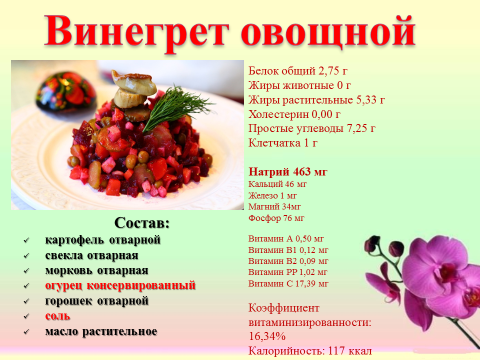 Винегрет овощной
Белок общий 2,75 г
Жиры животные 0 г
Жиры растительные 5,33 г
Холестерин 0,00 г
Простые углеводы 7,25 г
Клетчатка 1 г
Натрий 463 мг
Кальций 46 мг
Железо 1 мг
Магний 34мг
Фосфор 76 мг
Витамин А 0,50 мг
Витамин В1 0,12 мг
Витамин В2 0,09 мг
Витамин РР 1,02 мг
Витамин С 17,39 мг
Коэффициент
витаминизированности:
16,34%
Калорийность: 117 ккал
Состав:
картофель отварной
свекла отварная
морковь отварная
огурец консервированный
горошек отварной
соль
масло растительное